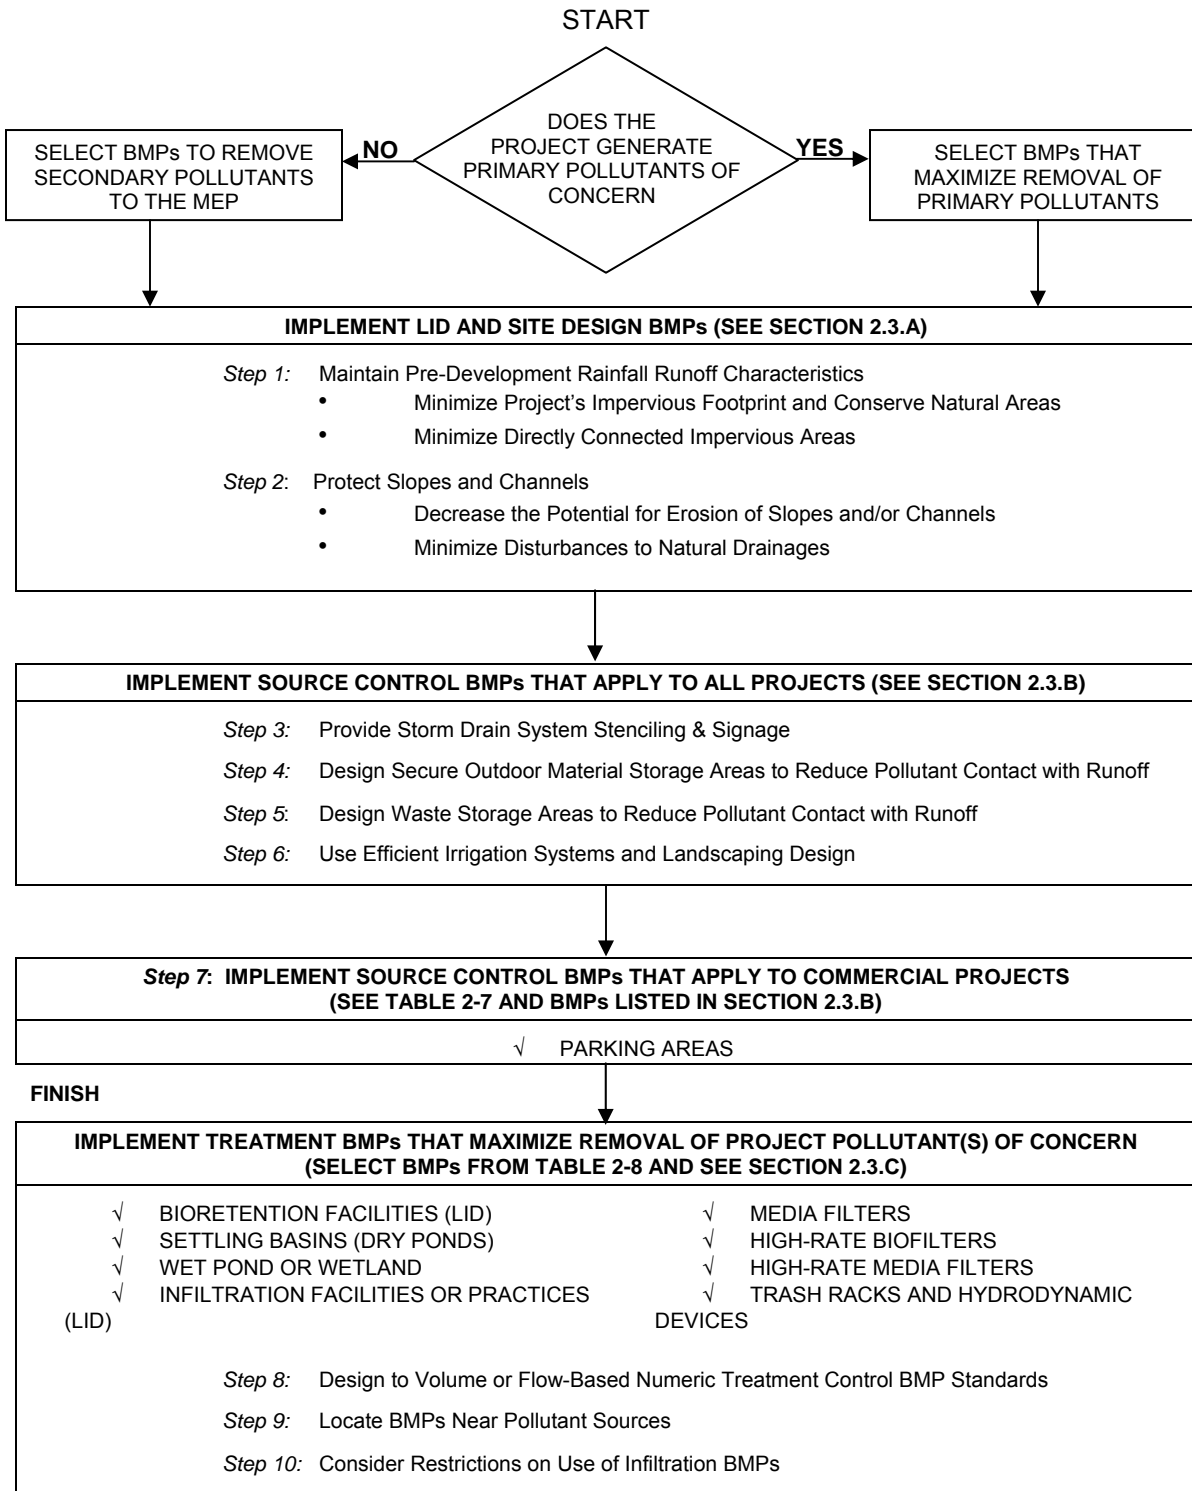 START
DOES THE
PROJECT GENERATE
PRIMARY POLLUTANTS OF
CONCERN
NO
YES
SELECT BMPs TO REMOVE
SECONDARY POLLUTANTS
TO THE MEP
SELECT BMPs THAT
MAXIMIZE REMOVAL OF
PRIMARY POLLUTANTS
IMPLEMENT LID AND SITE DESIGN BMPs (SEE SECTION 2.3.A)
Step 1: Maintain Pre-Development Rainfall Runoff Characteristics
• Minimize Project's Impervious Footprint and Conserve Natural Areas
• Minimize Directly Connected Impervious Areas
Step 2: Protect Slopes and Channels
• Decrease the Potential for Erosion of Slopes and/or Channels
• Minimize Disturbances to Natural Drainages
IMPLEMENT SOURCE CONTROL BMPs THAT APPLY TO ALL PROJECTS (SEE SECTION 2.3.B)
Step 3: Provide Storm Drain System Stenciling & Signage
Step 4: Design Secure Outdoor Material Storage Areas to Reduce Pollutant Contact with Runoff
Step 5: Design Waste Storage Areas to Reduce Pollutant Contact with Runoff
Step 6: Use Efficient Irrigation Systems and Landscaping Design
Step 7: IMPLEMENT SOURCE CONTROL BMPs THAT APPLY TO COMMERCIAL PROJECTS
(SEE TABLE 2-7 AND BMPs LISTED IN SECTION 2.3.B)
√ PARKING AREAS
FINISH
IMPLEMENT TREATMENT BMPs THAT MAXIMIZE REMOVAL OF PROJECT POLLUTANT(S) OF CONCERN
(SELECT BMPs FROM TABLE 2-8 AND SEE SECTION 2.3.C)
√ BIORETENTION FACILITIES (LID)
√ SETTLING BASINS (DRY PONDS)
√ WET POND OR WETLAND
√ INFILTRATION FACILITIES OR PRACTICES
(LID)
√ MEDIA FILTERS
√ HIGH-RATE BIOFILTERS
√ HIGH-RATE MEDIA FILTERS
√ TRASH RACKS AND HYDRODYNAMIC
DEVICES
Step 8: Design to Volume or Flow-Based Numeric Treatment Control BMP Standards
Step 9: Locate BMPs Near Pollutant Sources
Step 10: Consider Restrictions on Use of Infiltration BMPs